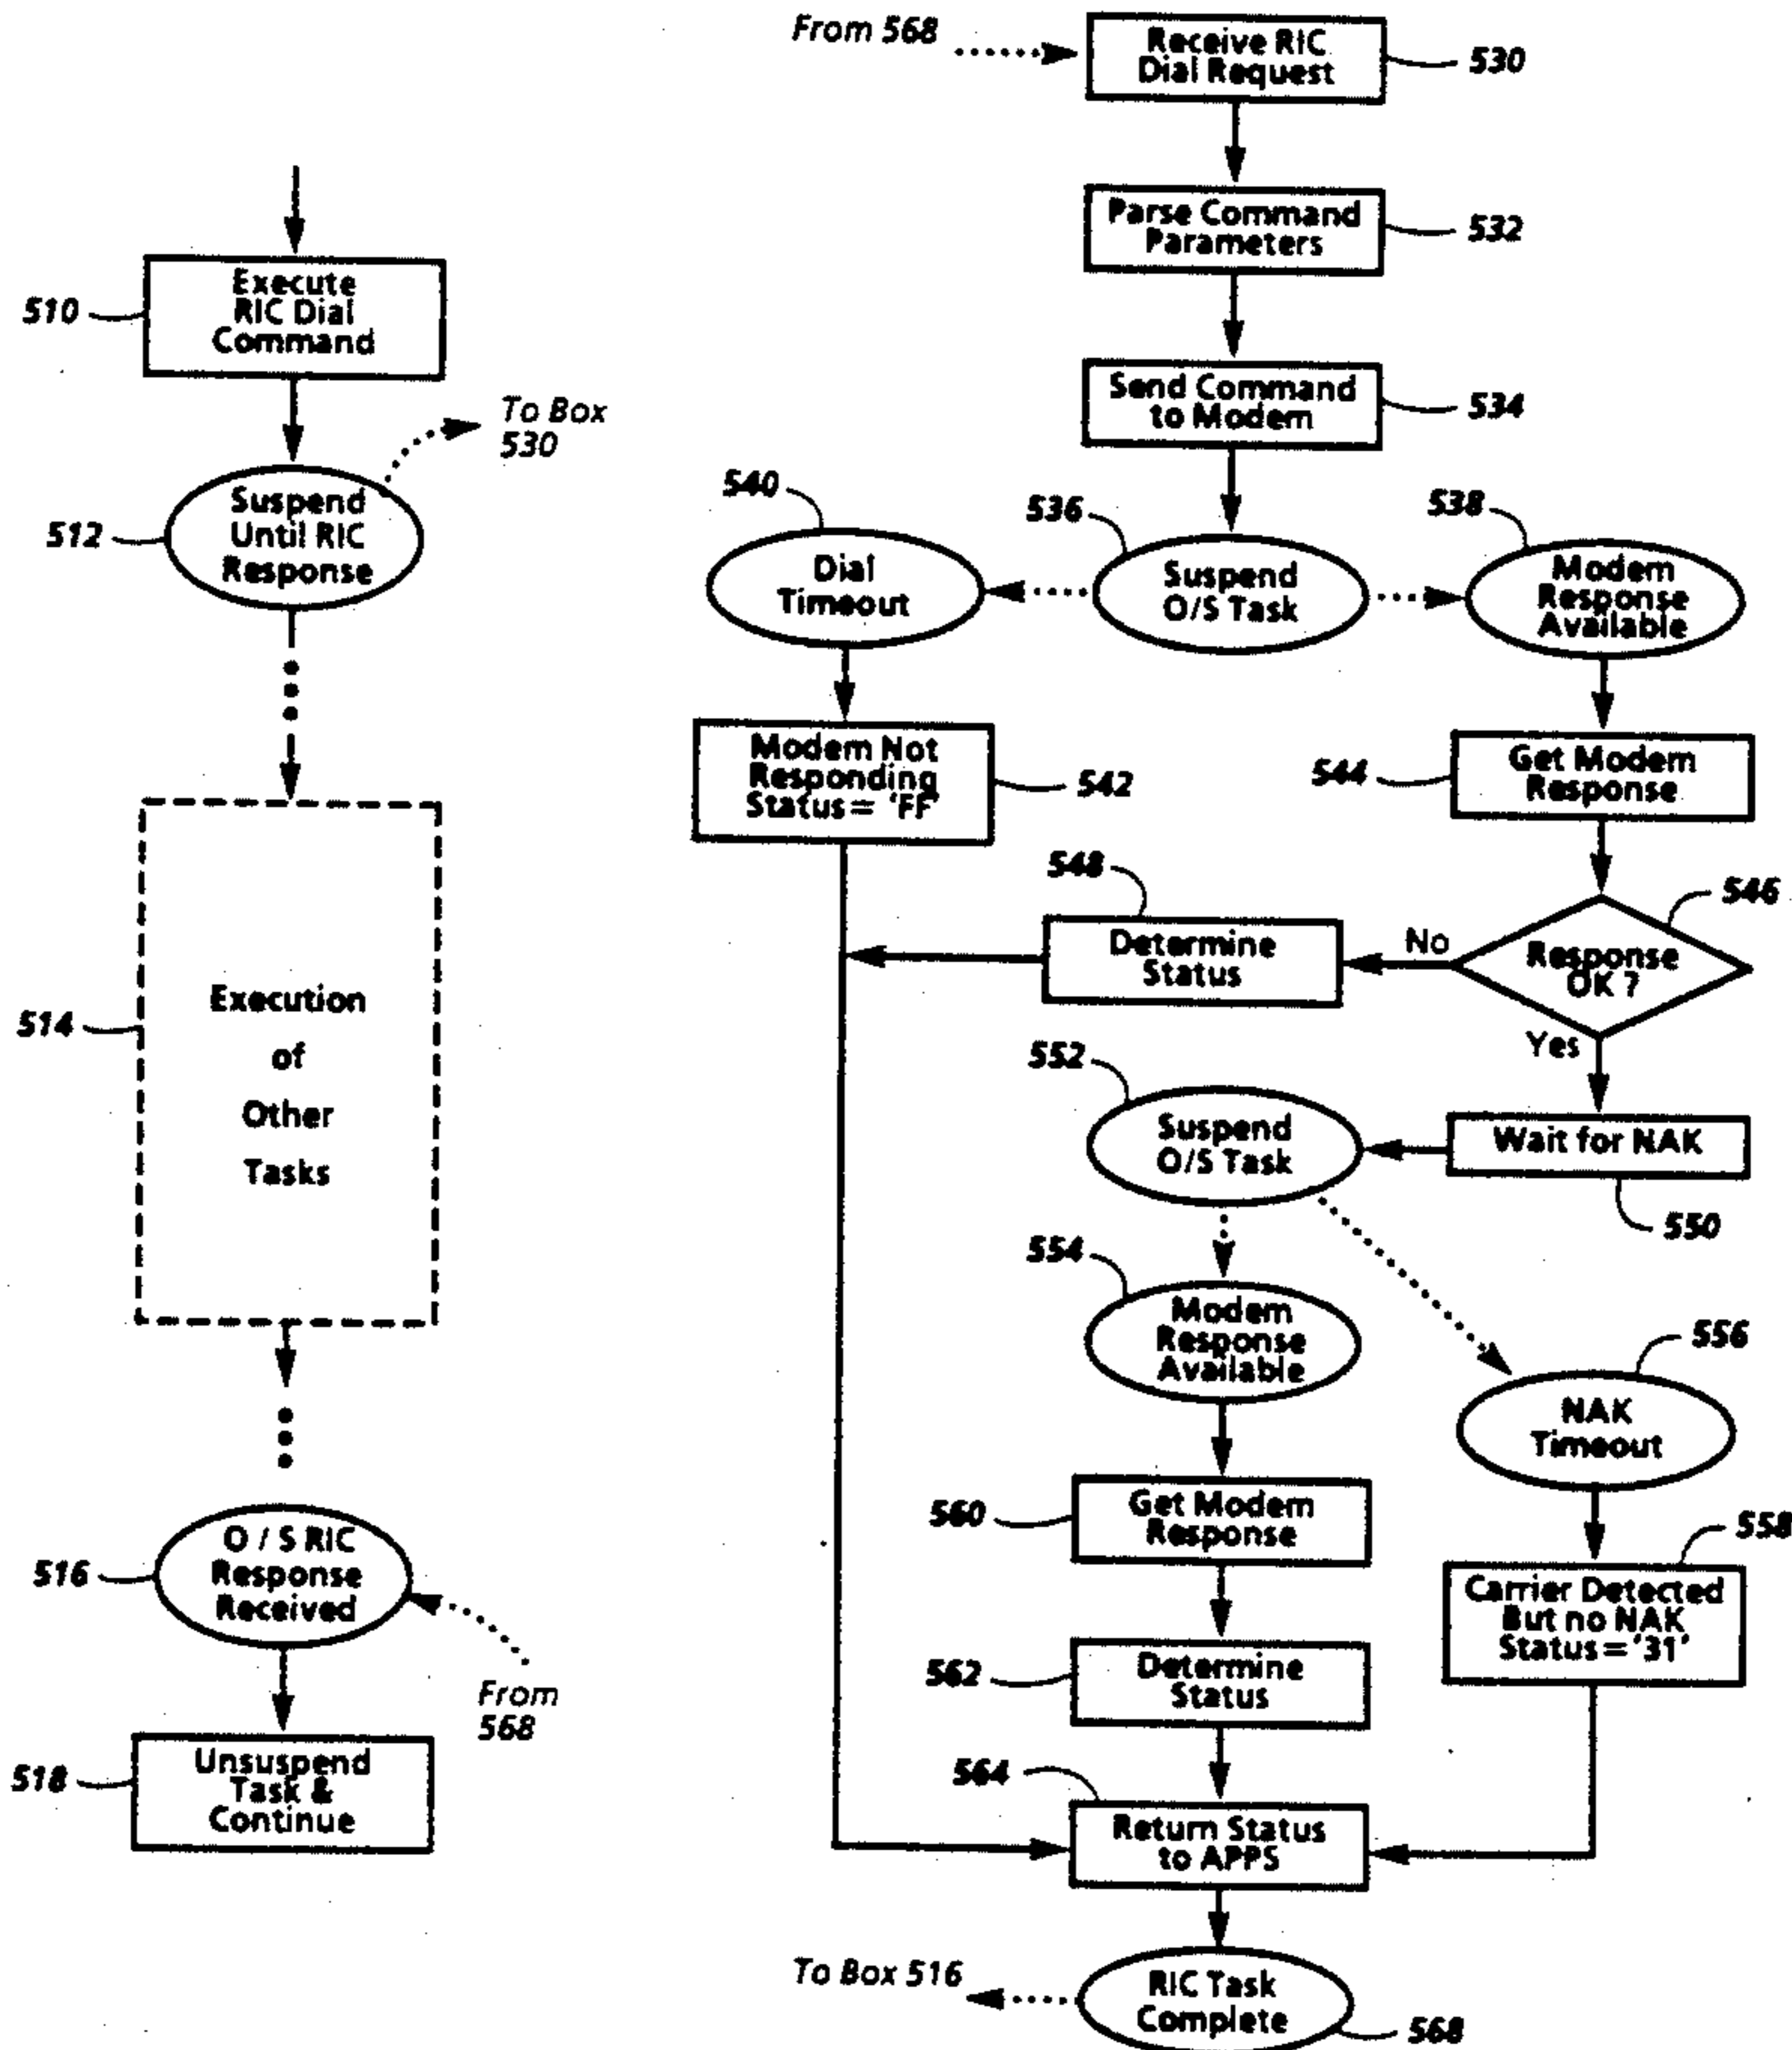 510
Execute
RIC Dial
Command
To Box
530
512
Suspend
Until RIC
Response
514
Execution
of
Other
Tasks
516
O / S RIC
Response
Received
From
568
518
Unsuspend
Task &
Continue
From 568
Receive RIC
Dial Request
530
Parse Command
Parameters
532
Send Command
to Modem
534
540
Dial
Timeout
536
Suspend
O/S Task
538
Modem
Response
Available
Modem Not
Responding
Status = 'FF'
542
544
Get Modem
Response
546
Response
OK ?
No
Yes
548
Determine
Status
Wait for NAK
550
552
Suspend
O/S Task
554
Modem
Response
Available
556
NAK
Timeout
560
Get Modem
Response
558
Carrier Detected
But no NAK
Status = '31'
562
Determine
Status
564
Return Status
to APPS
To Box 516
RIC Task
Complete
568